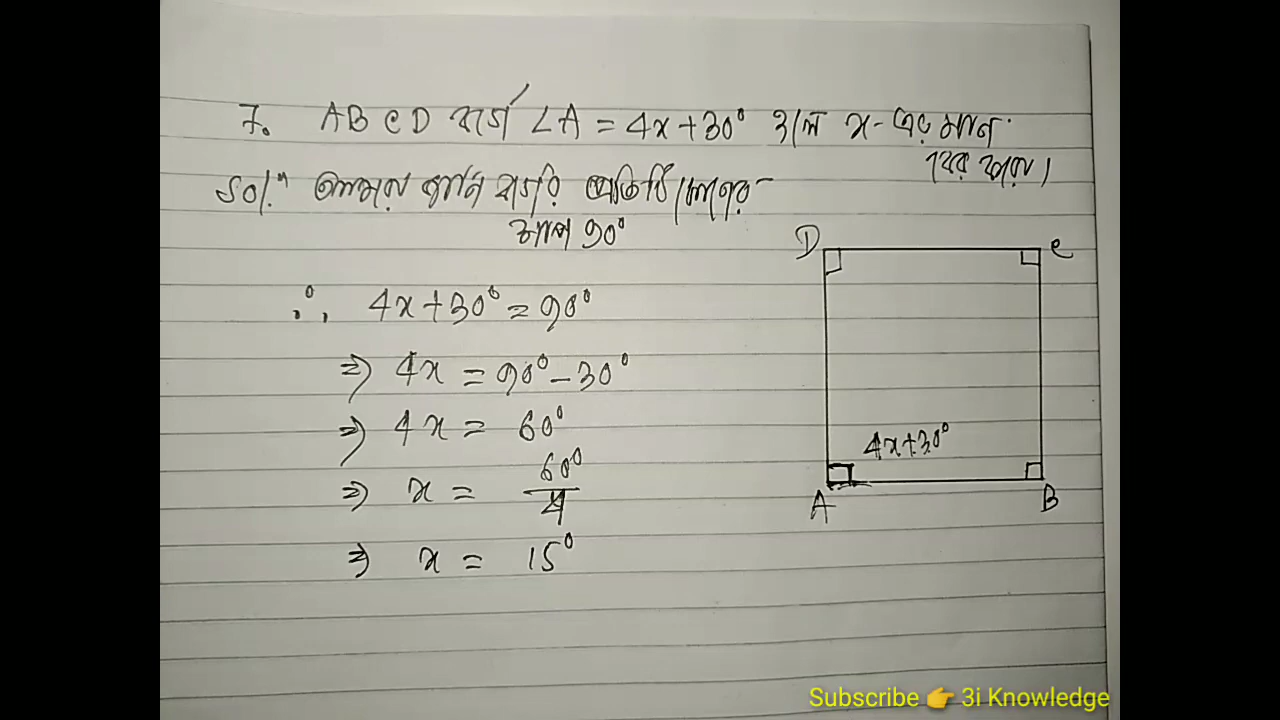 7. ABCD বর্গে ∠A = 4x+30° হলে x-এর মান
বের করো।
Sol.ⁿ আমরা জানি বর্গের প্রতিটি কোণের
মাপ 90°
∴ 4x+30° = 90°
⇒ 4x = 90° - 30°
⇒ 4x = 60°
⇒ x = 60°/4
⇒ x = 15°
D C
4x+30°
A B
Subscribe 👉 3i Knowledge